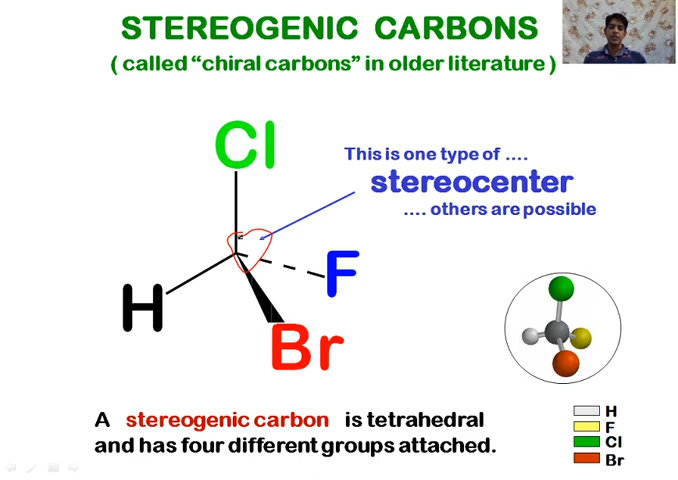 STEREOGENIC CARBONS
( called “chiral carbons” in older literature )
Cl
This is one type of ....
stereocenter
.... others are possible
F
H
Br
A stereogenic carbon is tetrahedral
and has four different groups attached.
H
F
Cl
Br